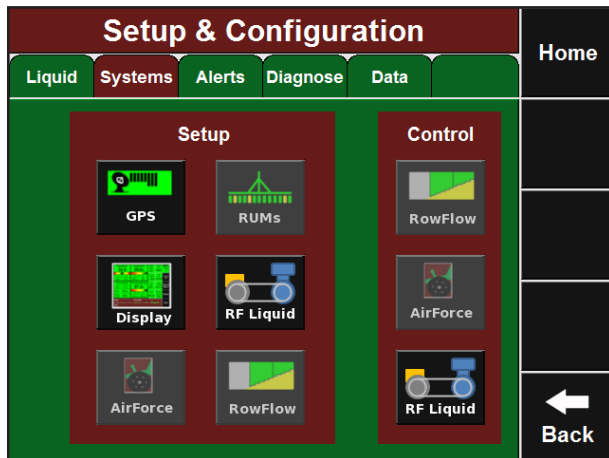 Setup & Configuration
Home
Liquid Systems Alerts Diagnose Data
Setup
Control
GPS RUMs RowFlow
Display RF Liquid AirForce
AirForce RowFlow RF Liquid
Back